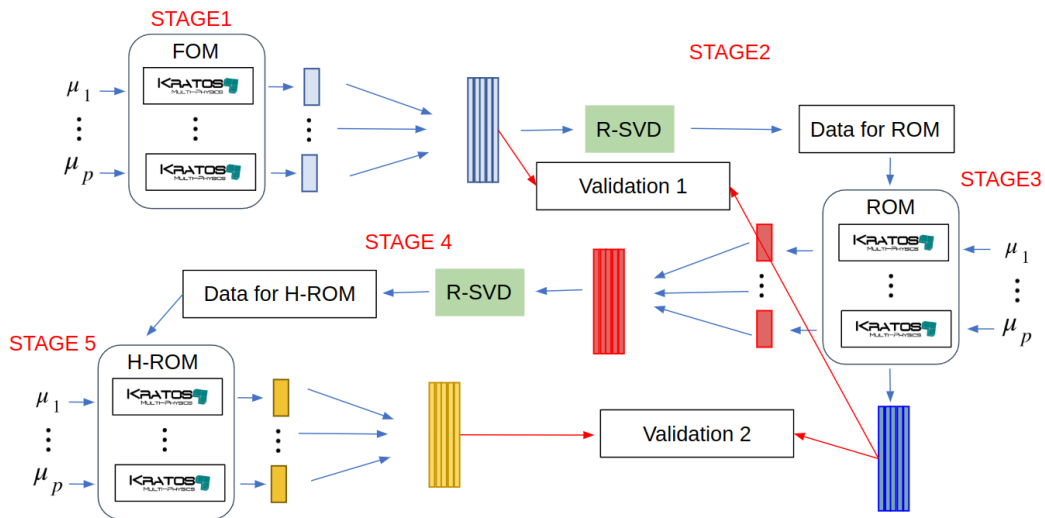 STAGE1
FOM
μ1
KRATOS
MULTI-PHYSICS
⋮
⋮
⋮
μp
KRATOS
MULTI-PHYSICS
STAGE2
R-SVD
Data for ROM
Validation 1
STAGE3
ROM
KRATOS
MULTI-PHYSICS
μ1
⋮
⋮
⋮
KRATOS
MULTI-PHYSICS
μp
STAGE 4
Data for H-ROM
R-SVD
STAGE 5
H-ROM
μ1
KRATOS
MULTI-PHYSICS
⋮
⋮
⋮
μp
KRATOS
MULTI-PHYSICS
Validation 2